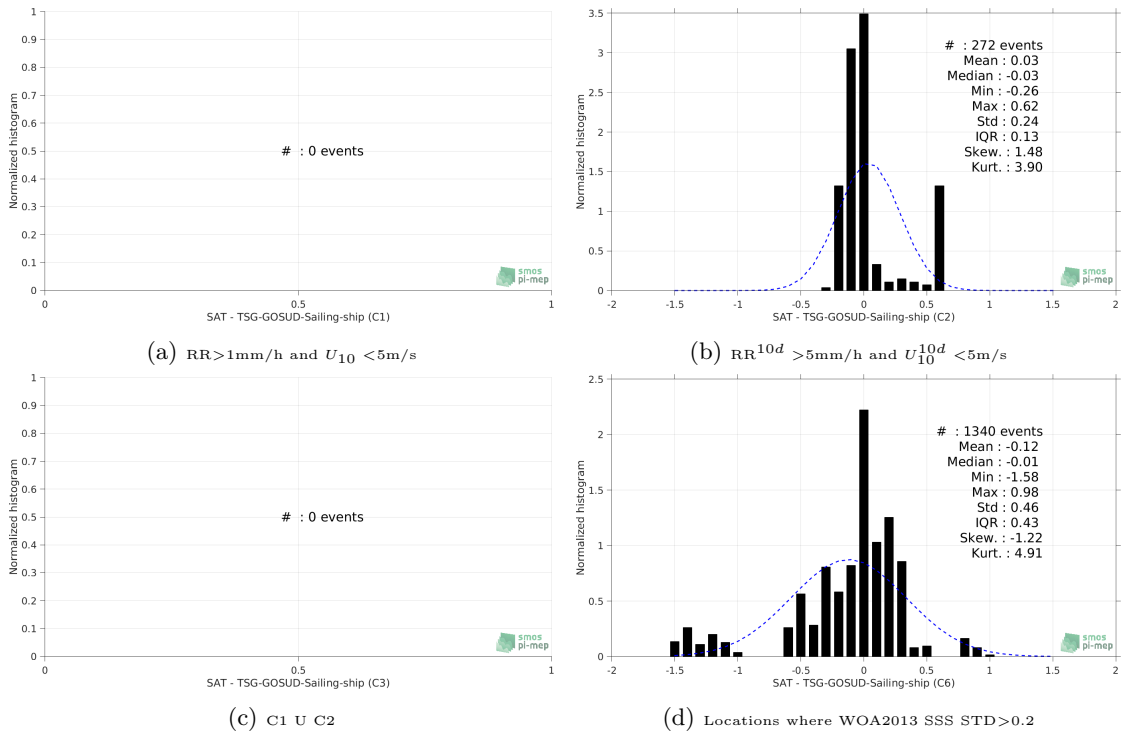 1
0.9
0.8
0.7
0.6
0.5
0.4
0.3
0.2
0.1
0
Normalized histogram
# : 0 events
smos
pi-mep
0 0.5 1
SAT - TSG-GOSUD-Sailing-ship (C1)
(a) RR>1mm/h and U10 <5m/s
3.5
3
2.5
2
1.5
1
0.5
0
Normalized histogram
# : 272 events
Mean : 0.03
Median : -0.03
Min : -0.26
Max : 0.62
Std : 0.24
IQR : 0.13
Skew. : 1.48
Kurt. : 3.90
smos
pi-mep
-2 -1.5 -1 -0.5 0 0.5 1 1.5 2
SAT - TSG-GOSUD-Sailing-ship (C2)
(b) RR^10d >5mm/h and U10^10d <5m/s
1
0.9
0.8
0.7
0.6
0.5
0.4
0.3
0.2
0.1
0
Normalized histogram
# : 0 events
smos
pi-mep
0 0.5 1
SAT - TSG-GOSUD-Sailing-ship (C3)
(c) C1 U C2
2.5
2
1.5
1
0.5
0
Normalized histogram
# : 1340 events
Mean : -0.12
Median : -0.01
Min : -1.58
Max : 0.98
Std : 0.46
IQR : 0.43
Skew. : -1.22
Kurt. : 4.91
smos
pi-mep
-2 -1.5 -1 -0.5 0 0.5 1 1.5 2
SAT - TSG-GOSUD-Sailing-ship (C6)
(d) Locations where WOA2013 SSS STD>0.2